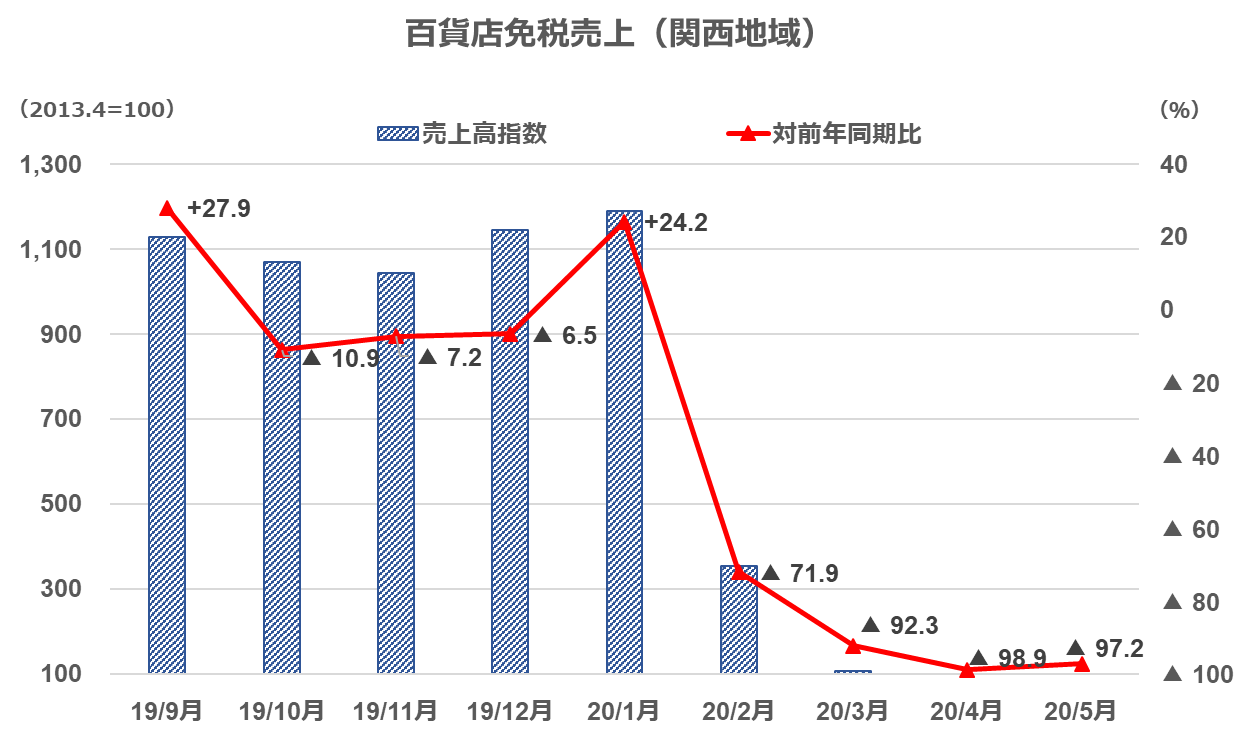 百貨店免税売上（関西地域）
（2013.4=100）
（%）
売上高指数
対前年同期比
1,300
1,100
900
700
500
300
100
40
20
0
▲ 20
▲ 40
▲ 60
▲ 80
▲ 100
+27.9
▲ 10.9
▲ 7.2
▲ 6.5
+24.2
▲ 71.9
▲ 92.3
▲ 98.9
▲ 97.2
19/9月
19/10月
19/11月
19/12月
20/1月
20/2月
20/3月
20/4月
20/5月